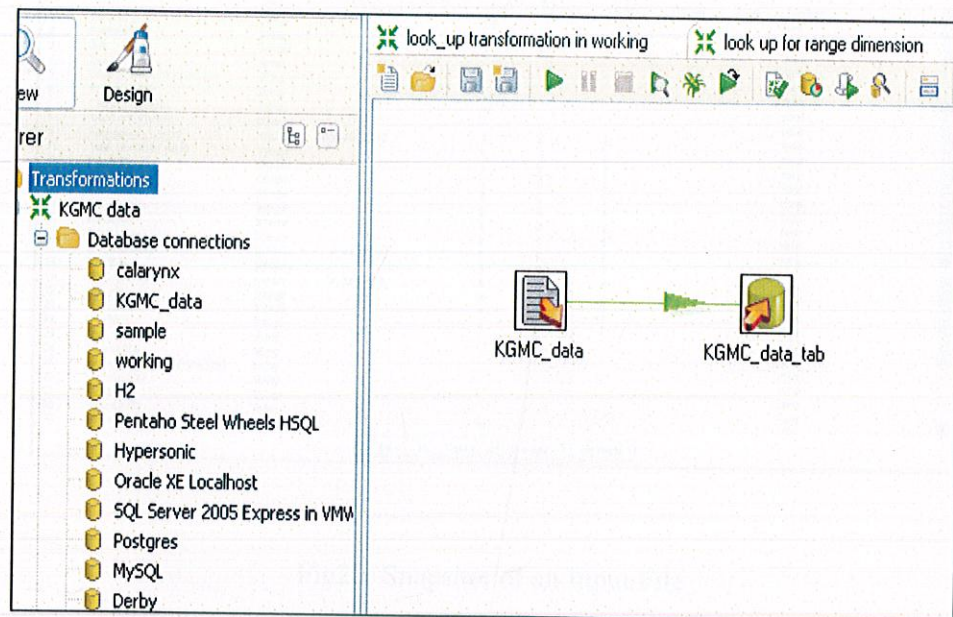 ew
Design
rer
Transformations
KGMC data
Database connections
calarynx
KGMC_data
sample
working
H2
Pentaho Steel Wheels HSQL
Hypersonic
Oracle XE Localhost
SQL Server 2005 Express in VMW
Postgres
MySQL
Derby
look_up transformation in working
look up for range dimension
KGMC_data
KGMC_data_tab